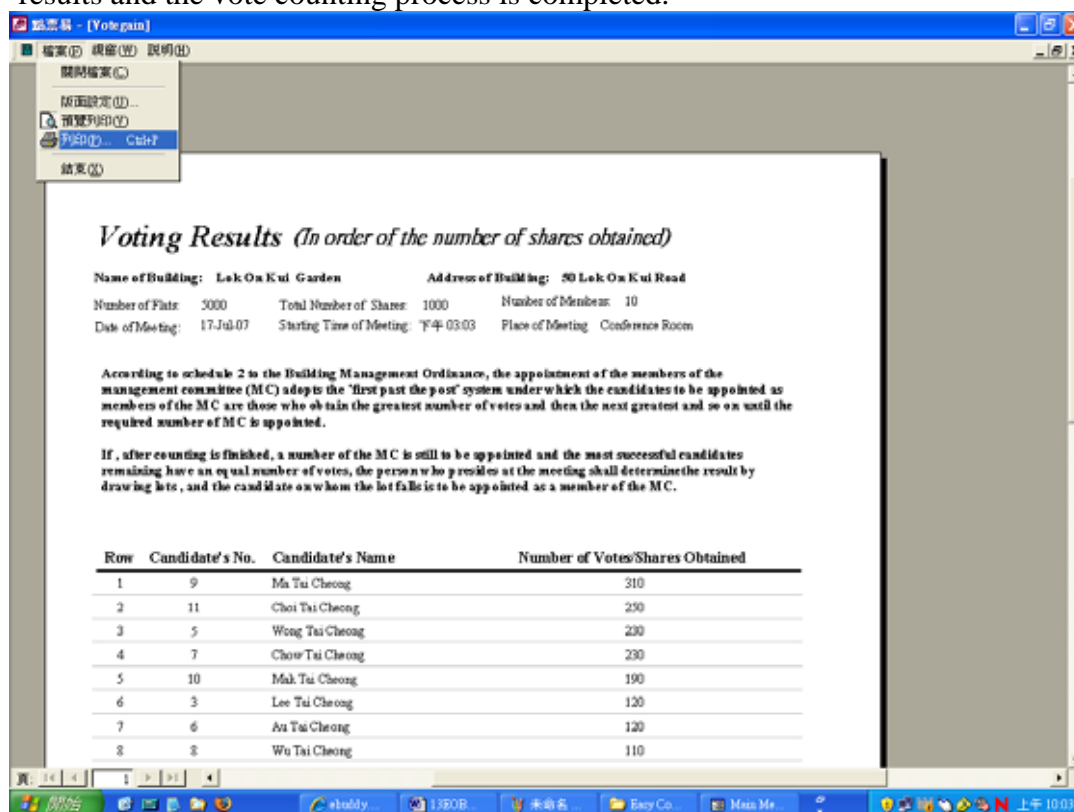 results and the vote counting process is completed.
點票易 - [Votegain]
檔案(F) 視窗(W) 説明(H)
關閉檔案(C)
版面設定(U)...
預覽列印(V)
列印(P)... Ctrl+P
結束(X)
Voting Results (In order of the number of shares obtained)
Name of Building: Lok On Kui Garden Address of Building: 50 Lok On Kui Road
Number of Flats: 5000 Total Number of Shares: 1000 Number of Members: 10
Date of Meeting: 17-Jul-07 Starting Time of Meeting: 下午 03:03 Place of Meeting Conference Room
According to schedule 2 to the Building Management Ordinance, the appointment of the members of the
management committee (MC) adopts the "first past the post" system under which the candidates to be appointed as
members of the MC are those who obtain the greatest number of votes and then the next greatest and so on until the
required number of MC is appointed.
If , after counting is finished, a number of the MC is still to be appointed and the most successful candidates
remaining have an equal number of votes, the person who presides at the meeting shall determinethe result by
drawing lots , and the candidate on whom the lot falls is to be appointed as a member of the MC.
Row Candidate's No. Candidate's Name Number of Votes/Shares Obtained
1 9 Ma Tai Cheong 310
2 11 Choi Tai Cheong 250
3 5 Wong Tai Cheong 230
4 7 Chow Tai Cheong 230
5 10 Mak Tai Cheong 190
6 3 Lee Tai Cheong 120
7 6 Au Tai Cheong 120
8 8 Wu Tai Cheong 110
頁: 1
開始 ebuddy... 13EOB... 未命名... Easy Co... Main Me... 上午 10:03